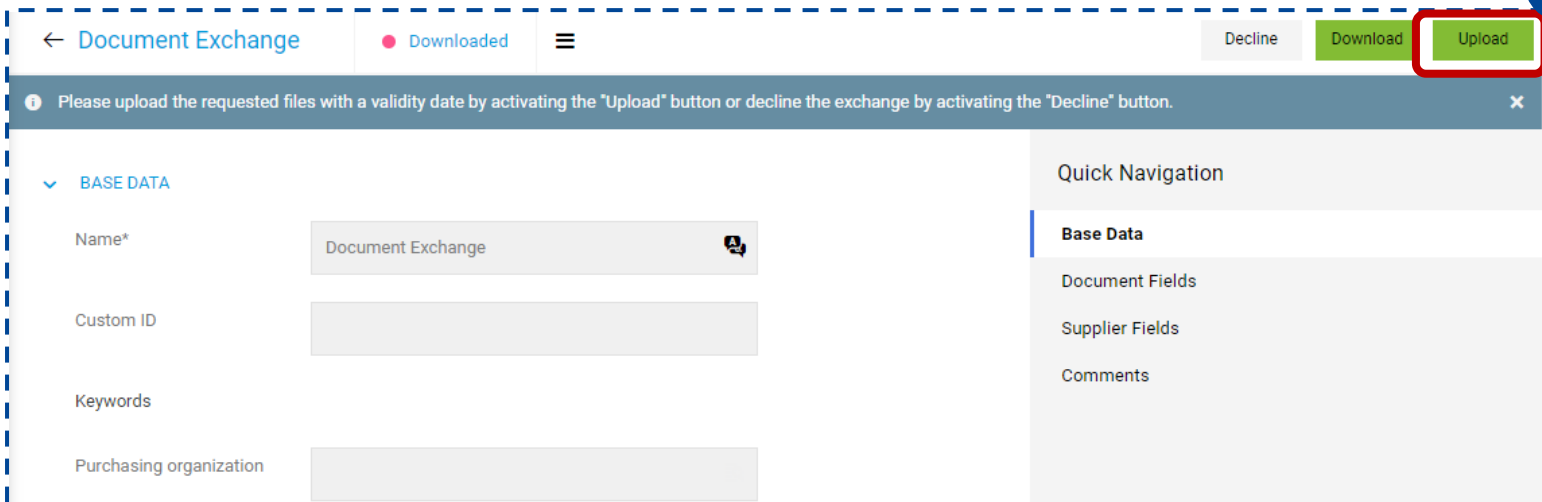 Document Exchange
Downloaded
Decline
Download
Upload
Please upload the requested files with a validity date by activating the "Upload" button or decline the exchange by activating the "Decline" button.
BASE DATA
Name*
Document Exchange
Custom ID
Keywords
Purchasing organization
Quick Navigation
Base Data
Document Fields
Supplier Fields
Comments